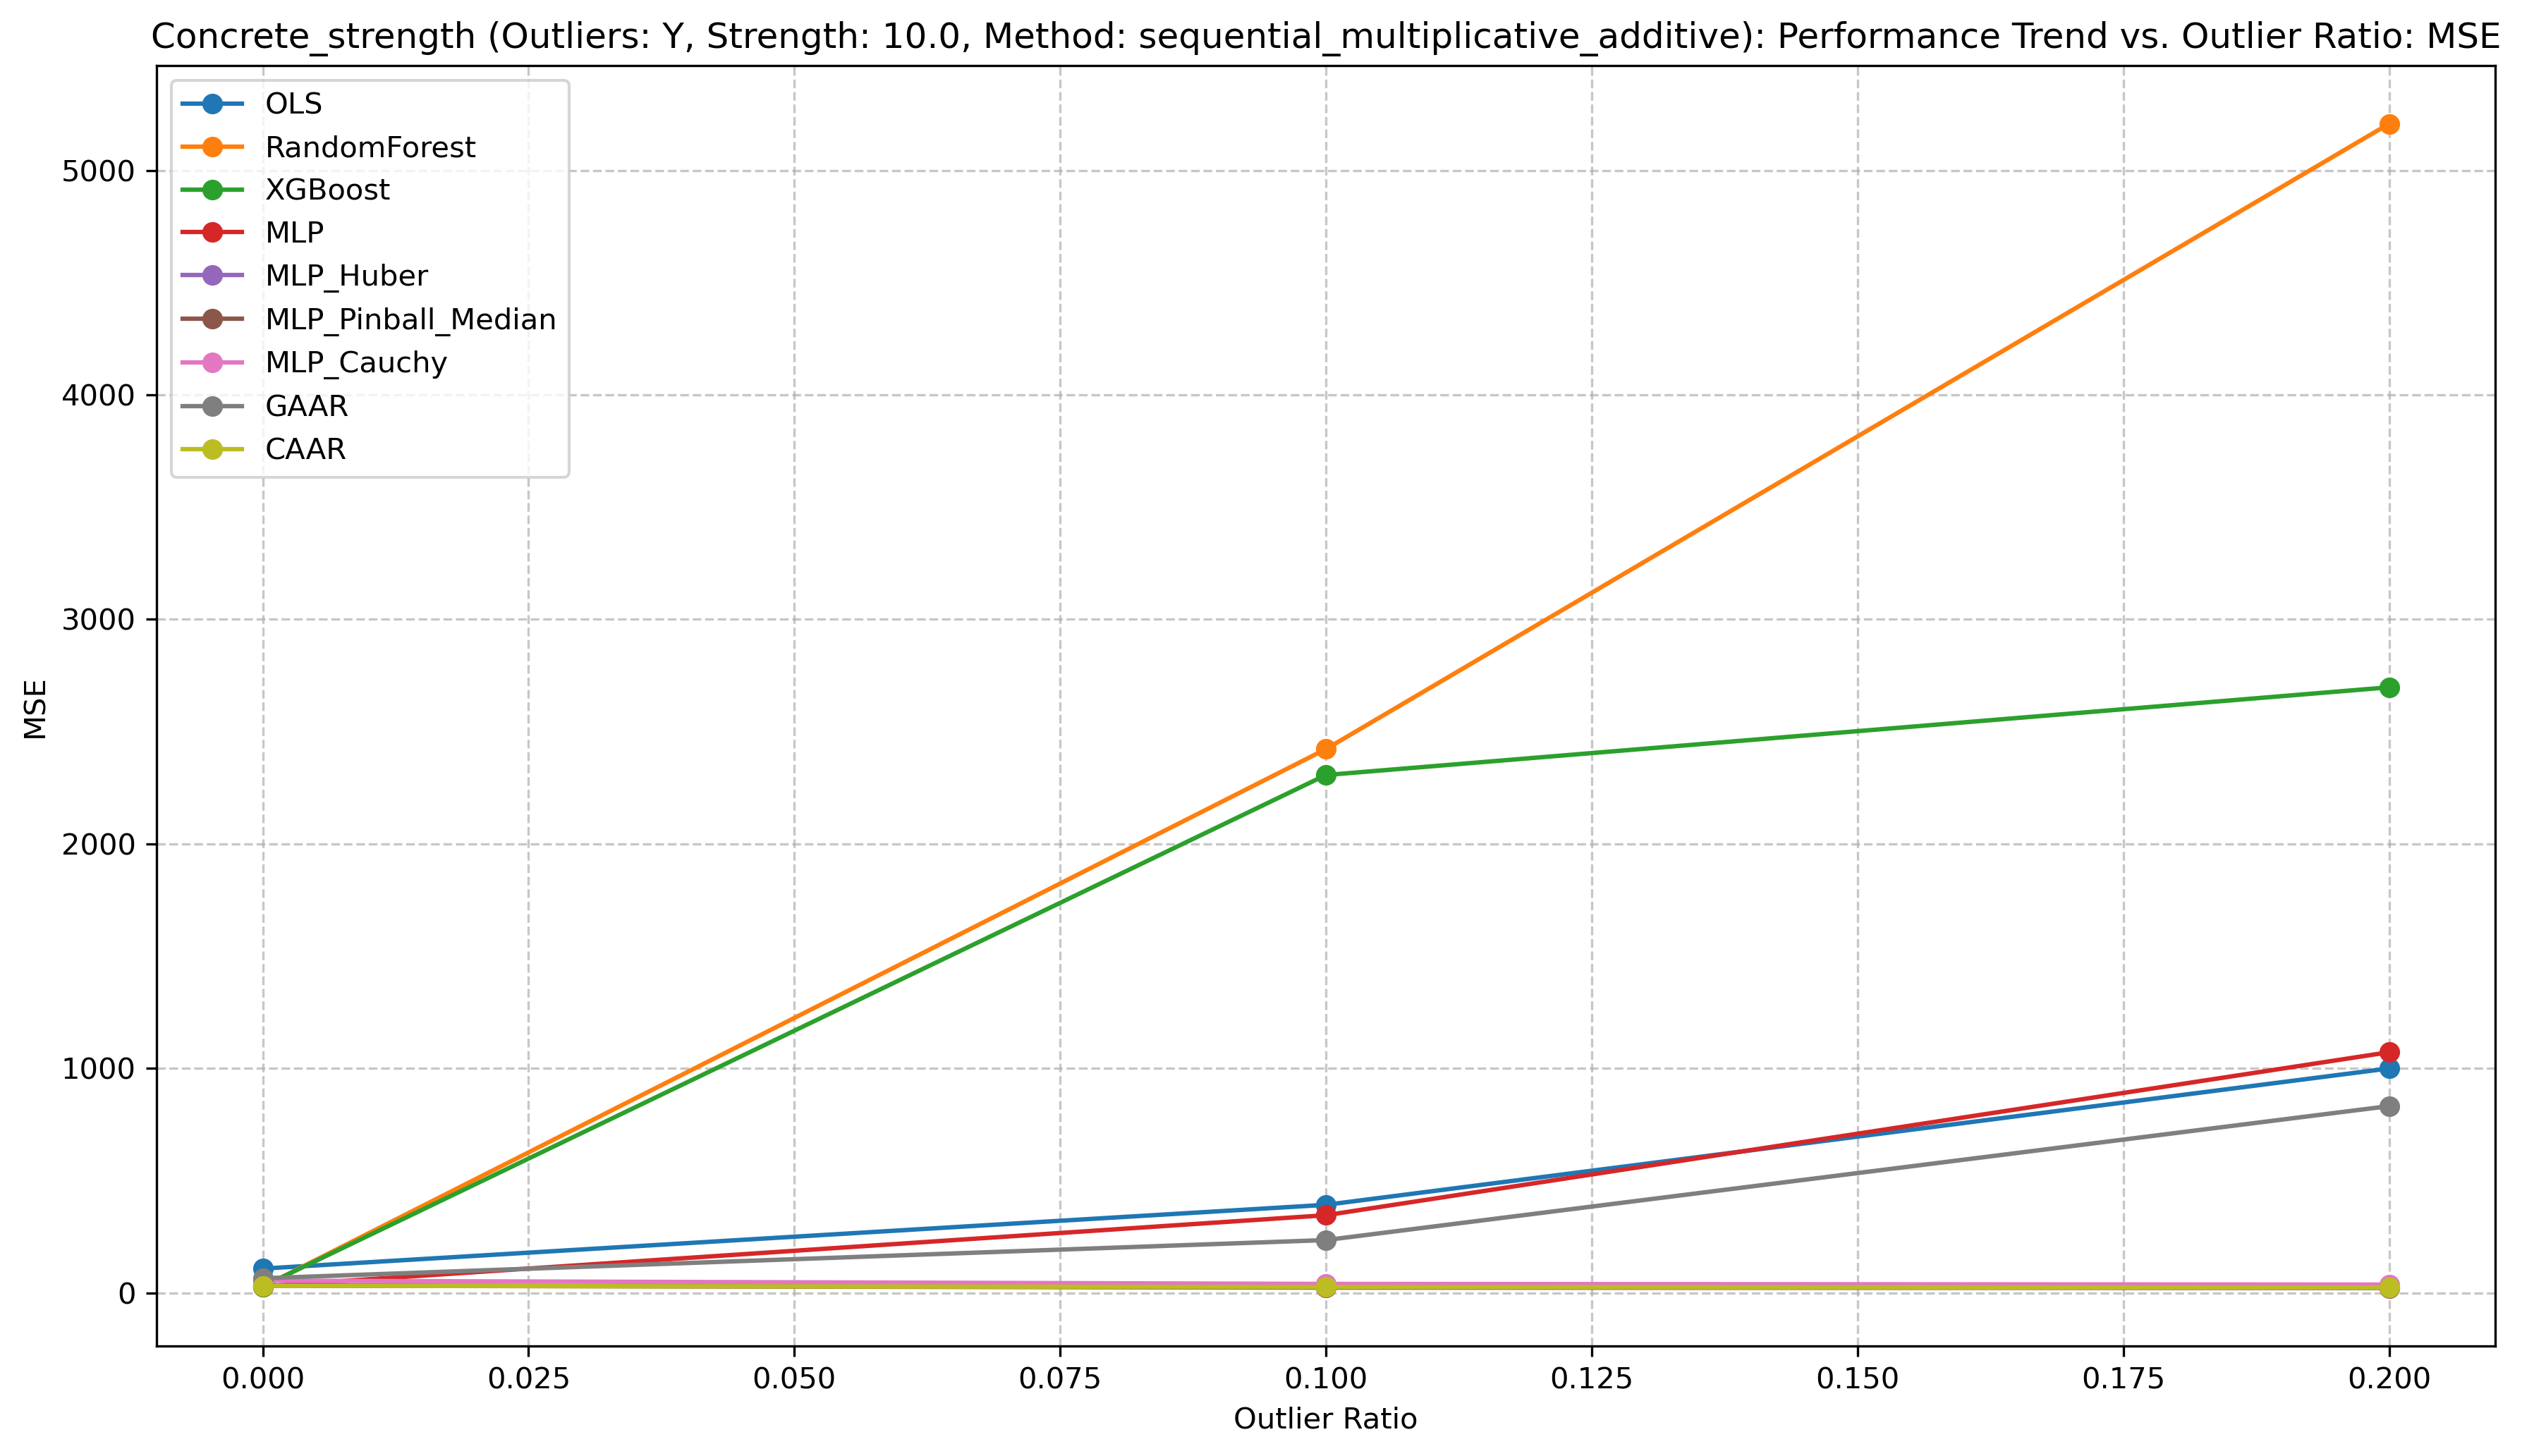 Concrete_strength (Outliers: Y, Strength: 10.0, Method: sequential_multiplicative_additive): Performance Trend vs. Outlier Ratio: MSE
OLS
RandomForest
XGBoost
MLP
MLP_Huber
MLP_Pinball_Median
MLP_Cauchy
GAAR
CAAR
5000
4000
3000
2000
1000
0
MSE
0.000 0.025 0.050 0.075 0.100 0.125 0.150 0.175 0.200
Outlier Ratio